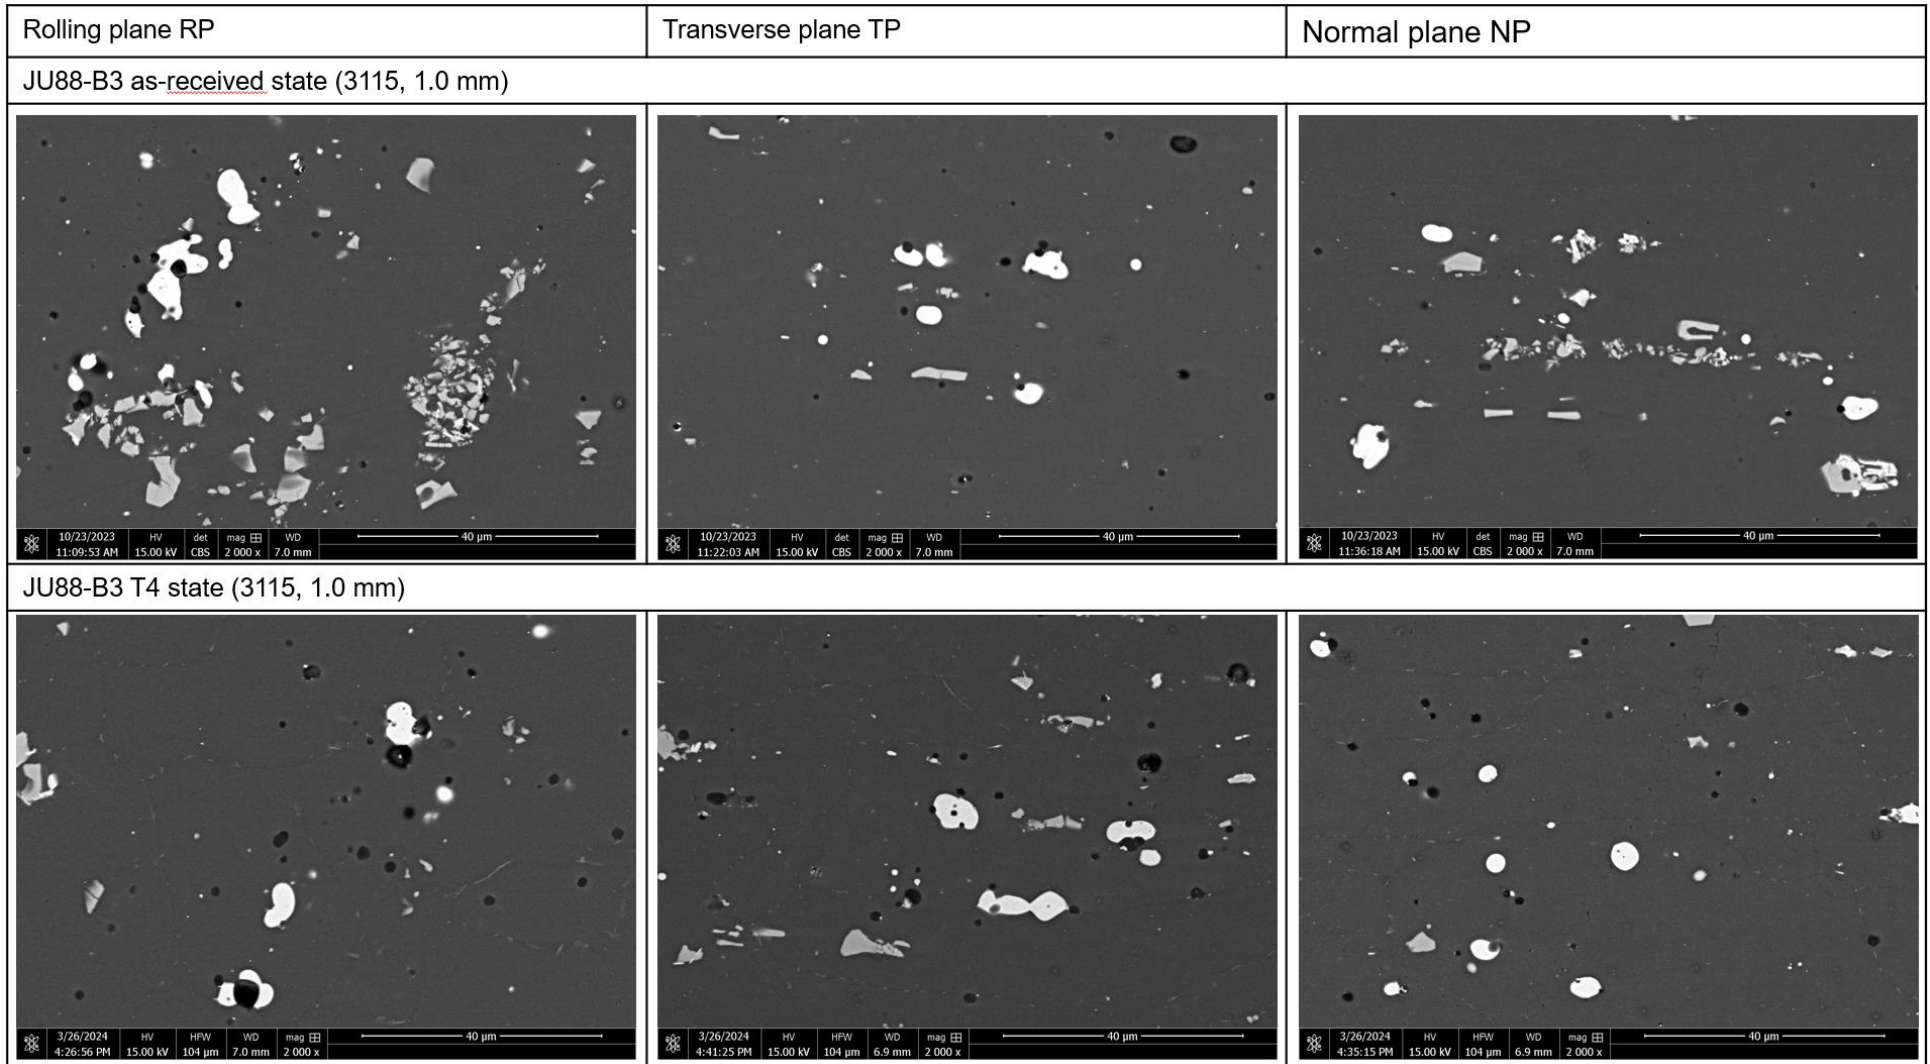 Rolling plane RP
Transverse plane TP
Normal plane NP
JU88-B3 as-received state (3115, 1.0 mm)
10/23/2023 HV det mag WD 40 µm
11:09:53 AM 15.00 kV CBS 2 000 x 7.0 mm
10/23/2023 HV det mag WD 40 µm
11:22:03 AM 15.00 kV CBS 2 000 x 7.0 mm
10/23/2023 HV det mag WD 40 µm
11:36:18 AM 15.00 kV CBS 2 000 x 7.0 mm
JU88-B3 T4 state (3115, 1.0 mm)
3/26/2024 HV HFW WD mag 40 µm
4:26:56 PM 15.00 kV 104 µm 7.0 mm 2 000 x
3/26/2024 HV HFW WD mag 40 µm
4:41:25 PM 15.00 kV 104 µm 6.9 mm 2 000 x
3/26/2024 HV HFW WD mag 40 µm
4:35:15 PM 15.00 kV 104 µm 6.9 mm 2 000 x